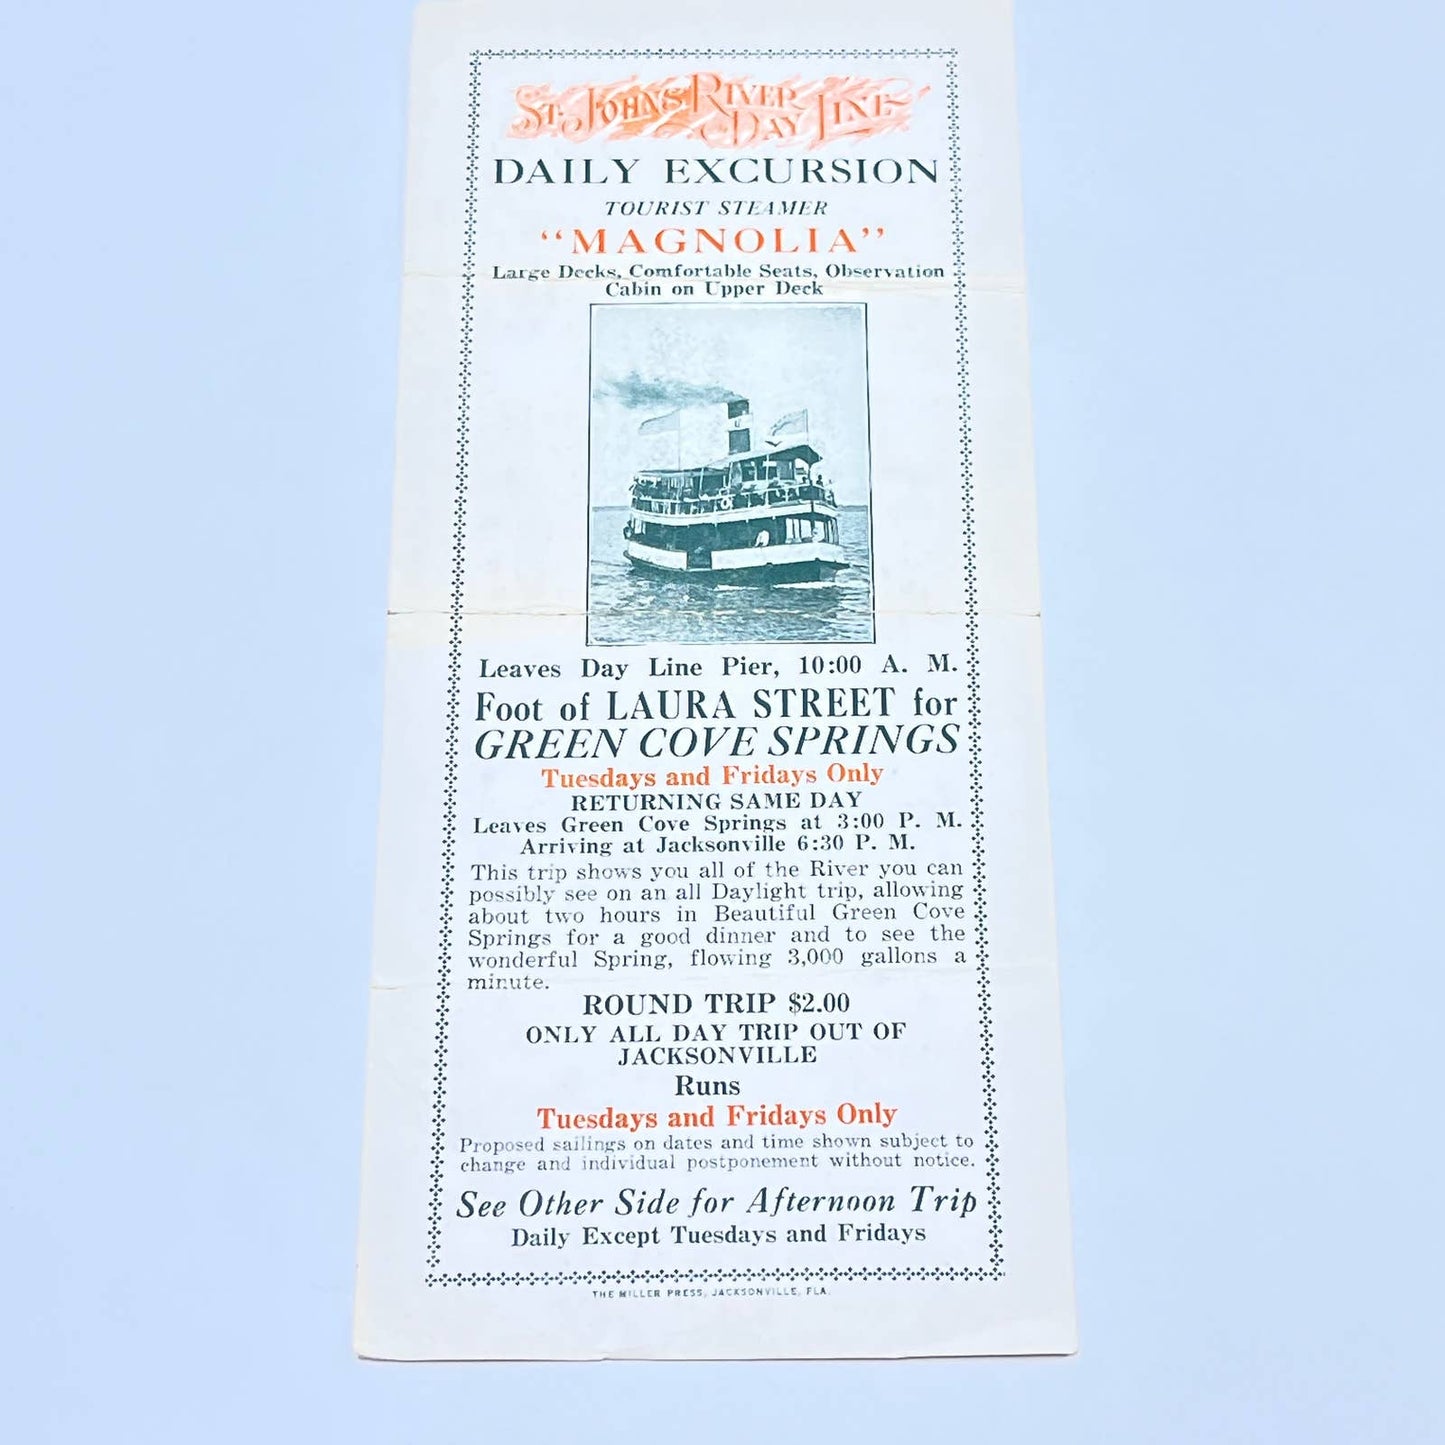 St. Johns River Day Line
DAILY EXCURSION
TOURIST STEAMER
“MAGNOLIA”
Large Decks, Comfortable Seats, Observation
Cabin on Upper Deck
Leaves Day Line Pier, 10:00 A. M.
Foot of LAURA STREET for
GREEN COVE SPRINGS
Tuesdays and Fridays Only
RETURNING SAME DAY
Leaves Green Cove Springs at 3:00 P. M.
Arriving at Jacksonville 6:30 P. M.
This trip shows you all of the River you can
possibly see on an all Daylight trip, allowing
about two hours in Beautiful Green Cove
Springs for a good dinner and to see the
wonderful Spring, flowing 3,000 gallons a
minute.
ROUND TRIP $2.00
ONLY ALL DAY TRIP OUT OF
JACKSONVILLE
Runs
Tuesdays and Fridays Only
Proposed sailings on dates and time shown subject to
change and individual postponement without notice.
See Other Side for Afternoon Trip
Daily Except Tuesdays and Fridays
THE MILLER PRESS, JACKSONVILLE, FLA.